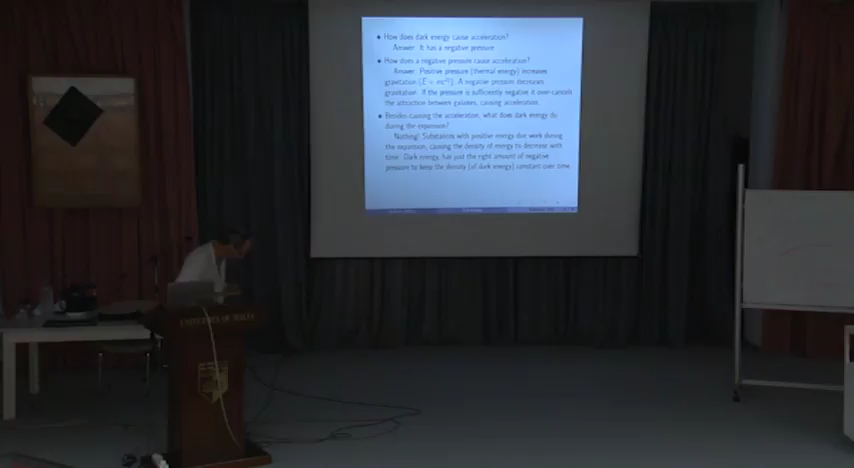 • How does dark energy cause acceleration?
Answer: It has a negative pressure
• How does a negative pressure cause acceleration?
Answer: Positive pressure (thermal energy) increases
gravitation (E = mc²). A negative pressure decreases
gravitation. If the pressure is sufficiently negative it over-cancels
the attraction between galaxies, causing acceleration.
• Besides causing the acceleration, what does dark energy do
during the expansion?
Nothing! Substances with positive energy due work during
the expansion, causing the density of energy to decrease with
time. Dark energy, has just the right amount of negative
pressure to keep the density (of dark energy) constant over time
UNIVERSITY OF MALTA